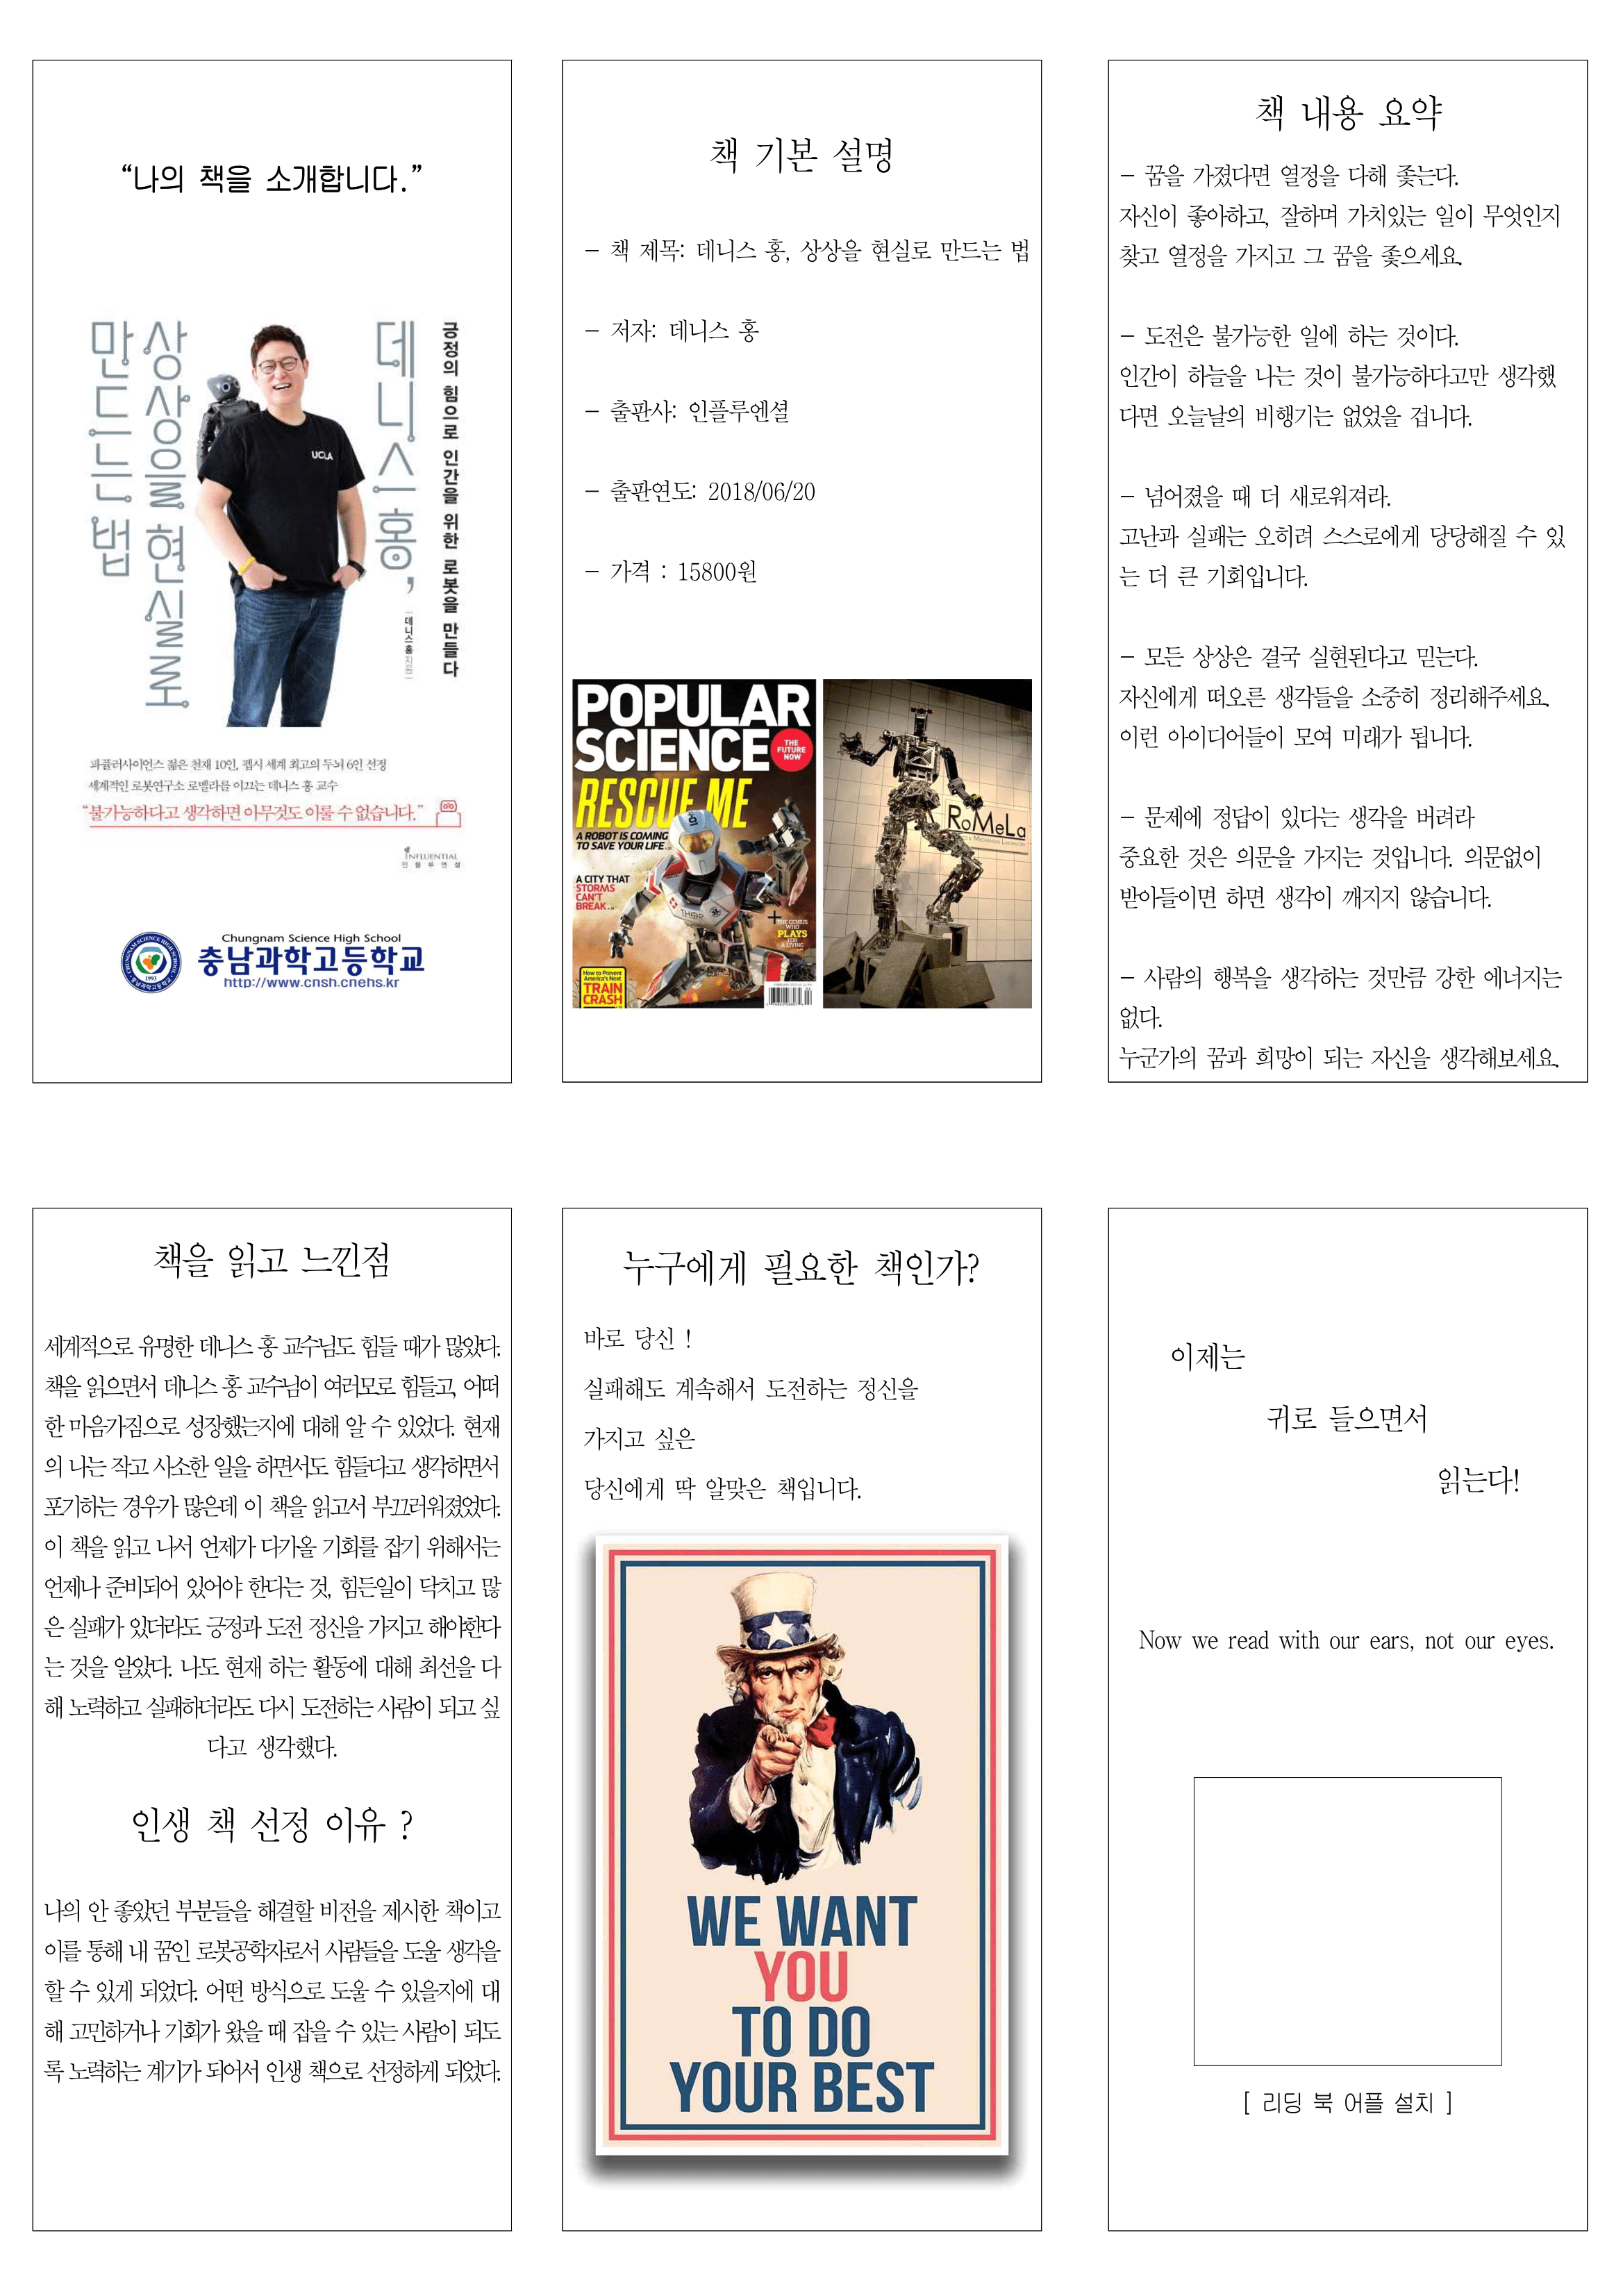 “나의 책을 소개합니다.”
긍정의 힘으로 인간을 위한 로봇을 만들다
데니스 홍,
상상을 현실로
만드는 법
데니스 홍 지음
UCLA
파퓰러사이언스 젊은 천재 10인, 펩시 세계 최고의 두뇌 6인 선정
세계적인 로봇연구소 로멜라를 이끄는 데니스 홍 교수
“불가능하다고 생각하면 아무것도 이룰 수 없습니다.”
INFLUENTIAL
인플루엔셜
Chungnam Science High School
충남과학고등학교
http://www.cnsh.cnehs.kr
CHUNGNAM SCIENCE HIGH SCHOOL
1993
충남과학고등학교
책 기본 설명
- 책 제목: 데니스 홍, 상상을 현실로 만드는 법
- 저자: 데니스 홍
- 출판사: 인플루엔셜
- 출판연도: 2018/06/20
- 가격 : 15800원
POPULAR
SCIENCE
THE
FUTURE
NOW
RESCUE ME
A ROBOT IS COMING
TO SAVE YOUR LIFE
A CITY THAT
STORMS
CAN'T
BREAK
THOR
THE GENIUS
WHO
PLAYS
FOR
A LIVING
How to Prevent
America's Next
TRAIN
CRASH
RoMeLa
책 내용 요약
- 꿈을 가졌다면 열정을 다해 좇는다.
자신이 좋아하고, 잘하며 가치있는 일이 무엇인지
찾고 열정을 가지고 그 꿈을 좇으세요.
- 도전은 불가능한 일에 하는 것이다.
인간이 하늘을 나는 것이 불가능하다고만 생각했
다면 오늘날의 비행기는 없었을 겁니다.
- 넘어졌을 때 더 새로워져라.
고난과 실패는 오히려 스스로에게 당당해질 수 있
는 더 큰 기회입니다.
- 모든 상상은 결국 실현된다고 믿는다.
자신에게 떠오른 생각들을 소중히 정리해주세요.
이런 아이디어들이 모여 미래가 됩니다.
- 문제에 정답이 있다는 생각을 버려라
중요한 것은 의문을 가지는 것입니다. 의문없이
받아들이면 하면 생각이 깨지지 않습니다.
- 사람의 행복을 생각하는 것만큼 강한 에너지는
없다.
누군가의 꿈과 희망이 되는 자신을 생각해보세요.
책을 읽고 느낀점
세계적으로 유명한 데니스 홍 교수님도 힘들 때가 많았다.
책을 읽으면서 데니스 홍 교수님이 여러모로 힘들고, 어떠
한 마음가짐으로 성장했는지에 대해 알 수 있었다. 현재
의 나는 작고 사소한 일을 하면서도 힘들다고 생각하면서
포기하는 경우가 많은데 이 책을 읽고서 부끄러워졌었다.
이 책을 읽고 나서 언제가 다가올 기회를 잡기 위해서는
언제나 준비되어 있어야 한다는 것, 힘든일이 닥치고 많
은 실패가 있더라도 긍정과 도전 정신을 가지고 해야한다
는 것을 알았다. 나도 현재 하는 활동에 대해 최선을 다
해 노력하고 실패하더라도 다시 도전하는 사람이 되고 싶
다고 생각했다.
인생 책 선정 이유 ?
나의 안 좋았던 부분들을 해결할 비전을 제시한 책이고
이를 통해 내 꿈인 로봇공학자로서 사람들을 도울 생각을
할 수 있게 되었다. 어떤 방식으로 도울 수 있을지에 대
해 고민하거나 기회가 왔을 때 잡을 수 있는 사람이 되도
록 노력하는 계기가 되어서 인생 책으로 선정하게 되었다.
누구에게 필요한 책인가?
바로 당신 !
실패해도 계속해서 도전하는 정신을
가지고 싶은
당신에게 딱 알맞은 책입니다.
WE WANT
YOU
TO DO
YOUR BEST
이제는
귀로 들으면서
읽는다!
Now we read with our ears, not our eyes.
[ 리딩 북 어플 설치 ]